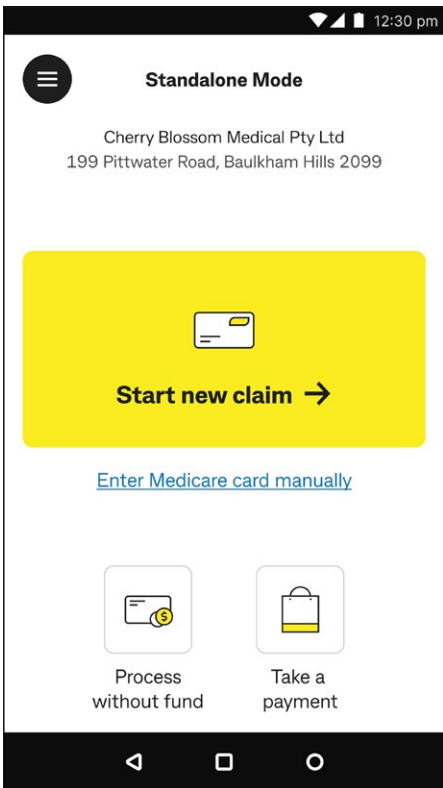 12:30 pm
Standalone Mode
Cherry Blossom Medical Pty Ltd
199 Pittwater Road, Baulkham Hills 2099
Start new claim →
Enter Medicare card manually
$
Process
without fund
Take a
payment